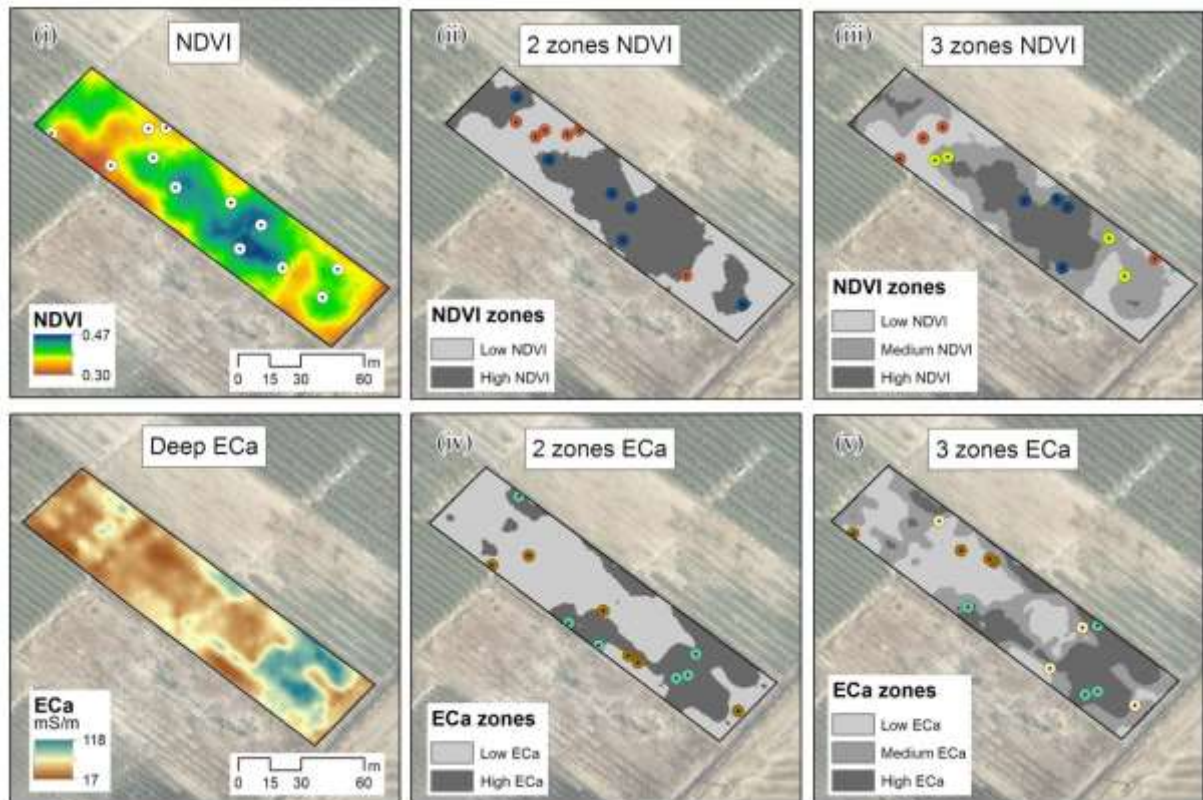 (i)
NDVI
NDVI
0.47
0.30
m
0 15 30 60
(ii)
2 zones NDVI
NDVI zones
Low NDVI
High NDVI
(iii)
3 zones NDVI
NDVI zones
Low NDVI
Medium NDVI
High NDVI
Deep ECa
ECa
mS/m
118
17
m
0 15 30 60
(iv)
2 zones ECa
ECa zones
Low ECa
High ECa
(v)
3 zones ECa
ECa zones
Low ECa
Medium ECa
High ECa